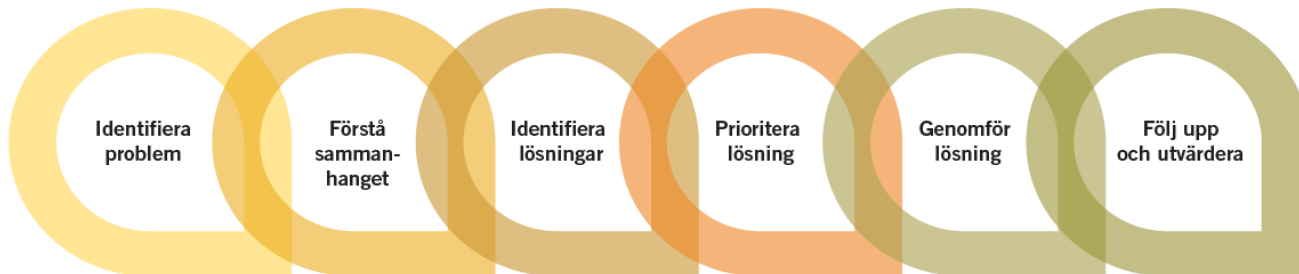 Identifiera
problem
Förstå
samman-
hanget
Identifiera
lösningar
Prioritera
lösning
Genomför
lösning
Följ upp
och utvärdera